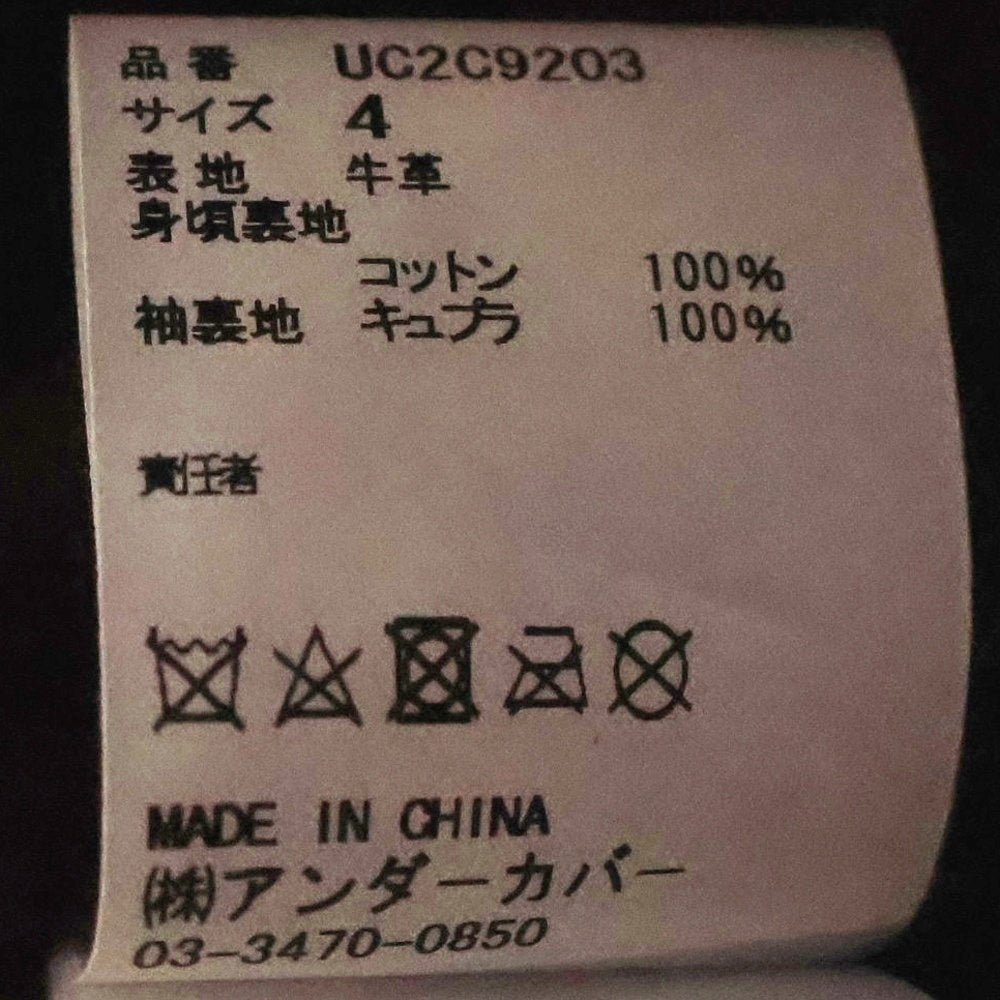 品番 UC2C9203
サイズ 4
表地 牛革
身頃裏地
コットン 100%
袖裏地 キュプラ 100%
責任者
MADE IN CHINA
(株)アンダーカバー
03-3470-0850